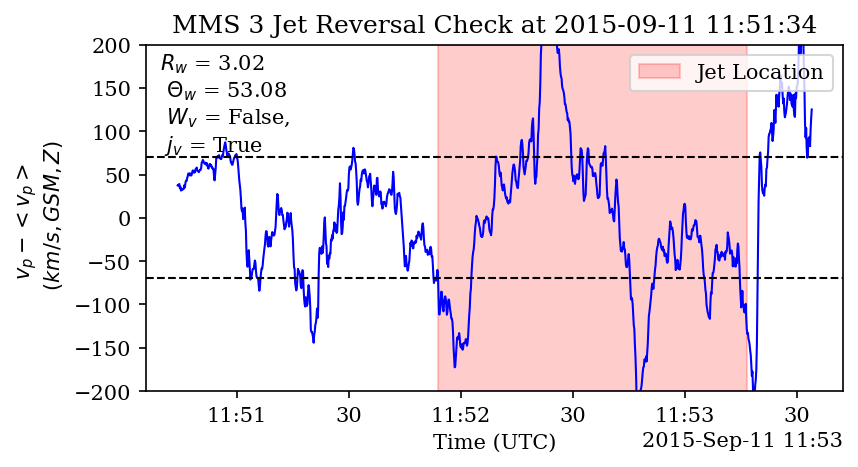 MMS 3 Jet Reversal Check at 2015-09-11 11:51:34
200
150
100
50
0
−50
−100
−150
−200
v_p − < v_p >
(km/s, GSM, Z)
R_w = 3.02
Θ_w = 53.08
W_v = False,
j_v = True
Jet Location
11:51
30
11:52
30
11:53
30
Time (UTC)
2015-Sep-11 11:53